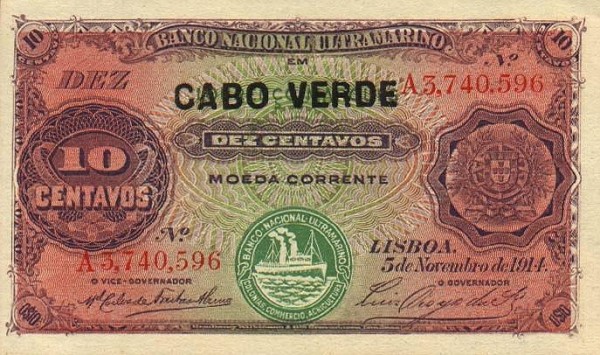 10
10
BANCO NACIONAL ULTRAMARINO
EM
DEZ
Nº
CABO VERDE
A3,740,596
DEZ CENTAVOS
10
CENTAVOS
MOEDA CORRENTE
Nº
A3,740,596
O VICE-GOVERNADOR
BANCO·NACIONAL·ULTRAMARINO
COLONIAS, COMMERCIO, AGRICULTURA
LISBOA,
5 de Novembro de 1914.
O GOVERNADOR